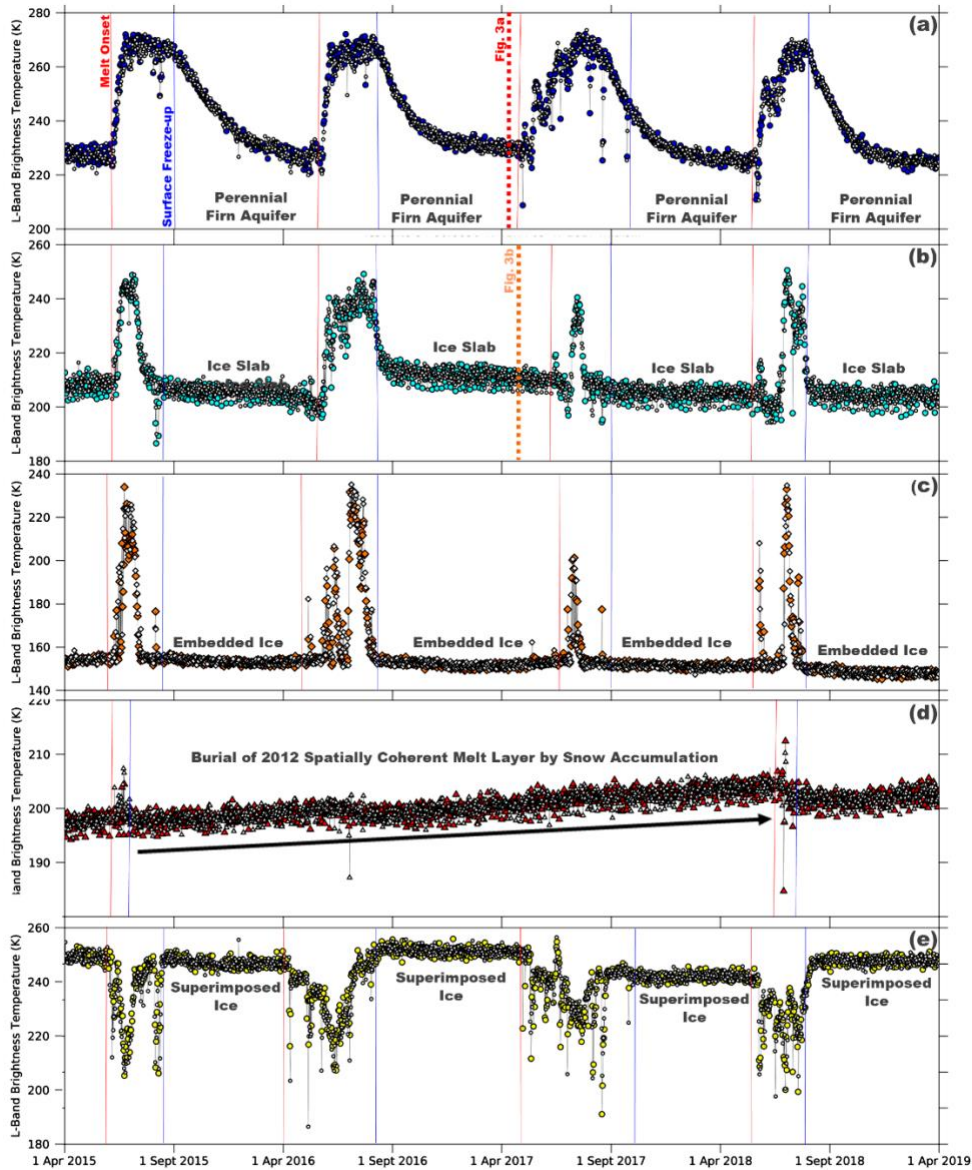 280
260
240
220
200
L-Band Brightness Temperature (K)
Melt Onset
Surface Freeze-up
Perennial
Firn Aquifer
Perennial
Firn Aquifer
Fig. 3a
Perennial
Firn Aquifer
Perennial
Firn Aquifer
(a)
260
240
220
200
180
L-Band Brightness Temperature (K)
Ice Slab
Ice Slab
Fig. 3b
Ice Slab
Ice Slab
(b)
240
220
200
180
160
140
L-Band Brightness Temperature (K)
Embedded Ice
Embedded Ice
Embedded Ice
Embedded Ice
(c)
220
210
200
190
Brightness Temperature (K)
Burial of 2012 Spatially Coherent Melt Layer by Snow Accumulation
(d)
260
240
220
200
180
L-Band Brightness Temperature (K)
Superimposed
Ice
Superimposed
Ice
Superimposed
Ice
Superimposed
Ice
(e)
1 Apr 2015
1 Sept 2015
1 Apr 2016
1 Sept 2016
1 Apr 2017
1 Sept 2017
1 Apr 2018
1 Sept 2018
1 Apr 2019